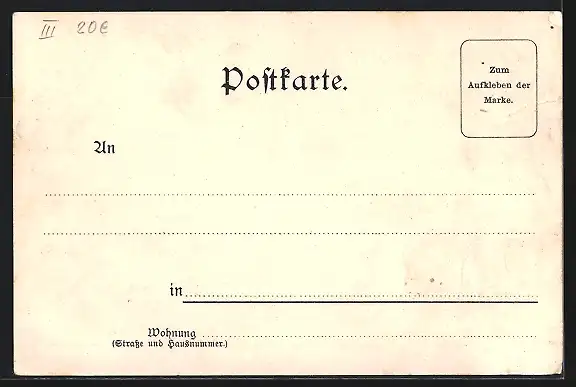 III 20€
Postkarte.
Zum
Aufkleben der
Marke.
An
in
Wohnung
(Straße und Hausnummer.)